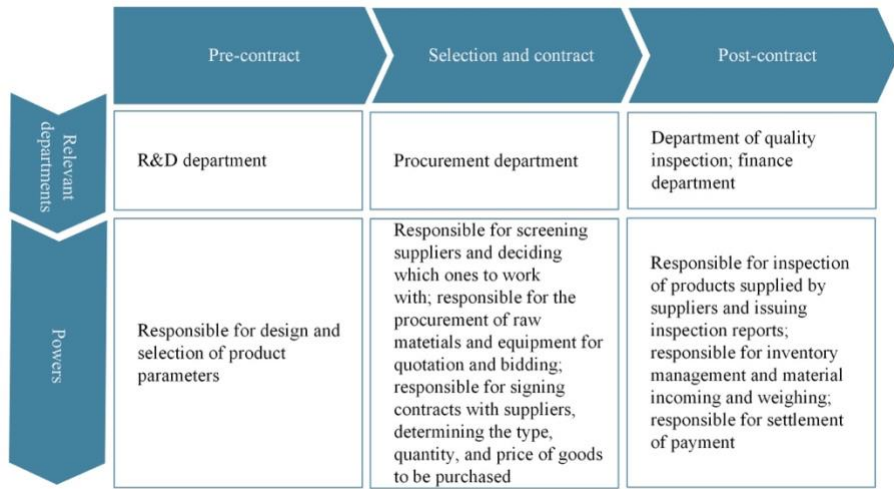 Pre-contract
Selection and contract
Post-contract
Relevant
departments
R&D department
Procurement department
Department of quality
inspection; finance
department
Powers
Responsible for design and
selection of product
parameters
Responsible for screening
suppliers and deciding
which ones to work
with; responsible for the
procurement of raw
matetials and equipment for
quotation and bidding;
responsible for signing
contracts with suppliers,
determining the type,
quantity, and price of goods
to be purchased
Responsible for inspection
of products supplied by
suppliers and issuing
inspection reports;
responsible for inventory
management and material
incoming and weighing;
responsible for settlement
of payment